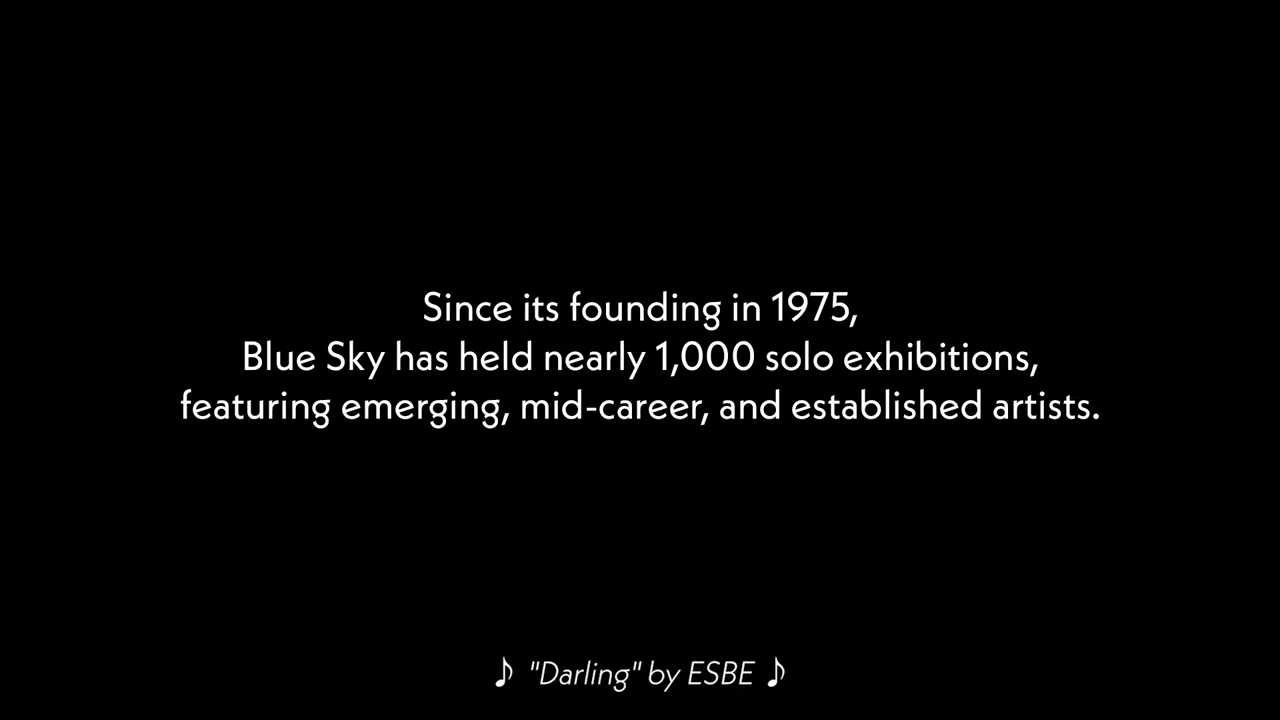 Since its founding in 1975,
Blue Sky has held nearly 1,000 solo exhibitions,
featuring emerging, mid-career, and established artists.
♪ "Darling" by ESBE ♪